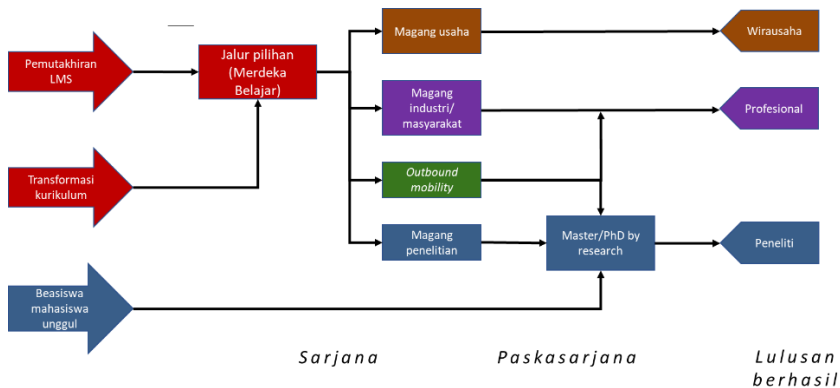 Pemutakhiran
LMS
Jalur pilihan
(Merdeka
Belajar)
Magang usaha
Wirausaha
Magang
industri/
masyarakat
Profesional
Transformasi
kurikulum
Outbound
mobility
Magang
penelitian
Master/PhD by
research
Peneliti
Beasiswa
mahasiswa
unggul
Sarjana
Paskasarjana
Lulusan
berhasil